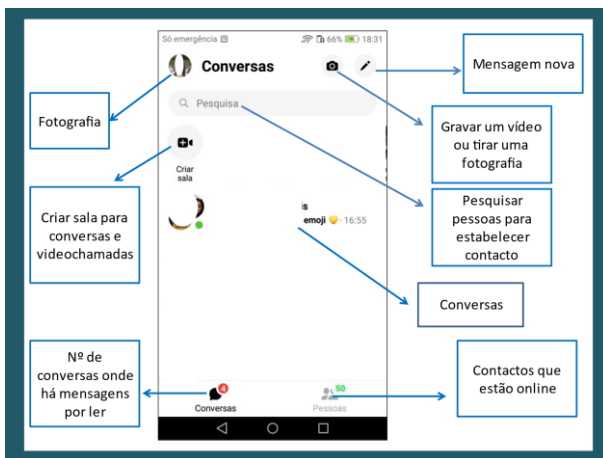 Só emergência 66% 18:31
Conversas
Pesquisa
Criar
sala
is
emoji 💛 · 16:55
4
Conversas
50
Pessoas
Fotografia
Criar sala para
conversas e
videochamadas
Nº de
conversas onde
há mensagens
por ler
Mensagem nova
Gravar um vídeo
ou tirar uma
fotografia
Pesquisar
pessoas para
estabelecer
contacto
Conversas
Contactos que
estão online